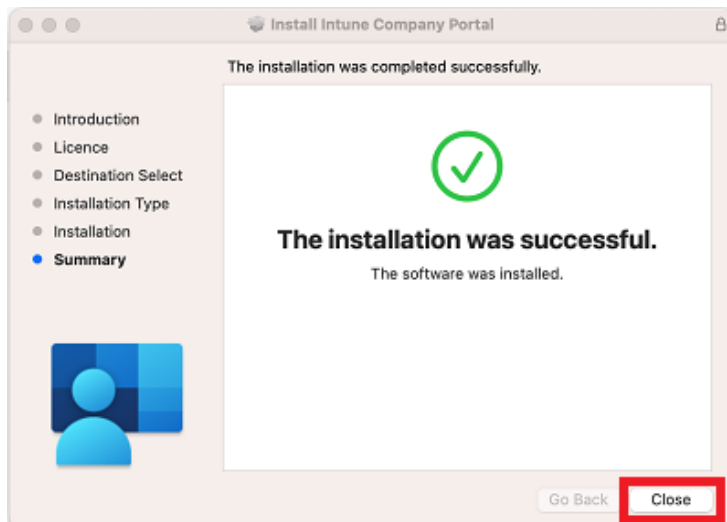 Install Intune Company Portal
The installation was completed successfully.
Introduction
Licence
Destination Select
Installation Type
Installation
Summary
The installation was successful.
The software was installed.
Go Back
Close